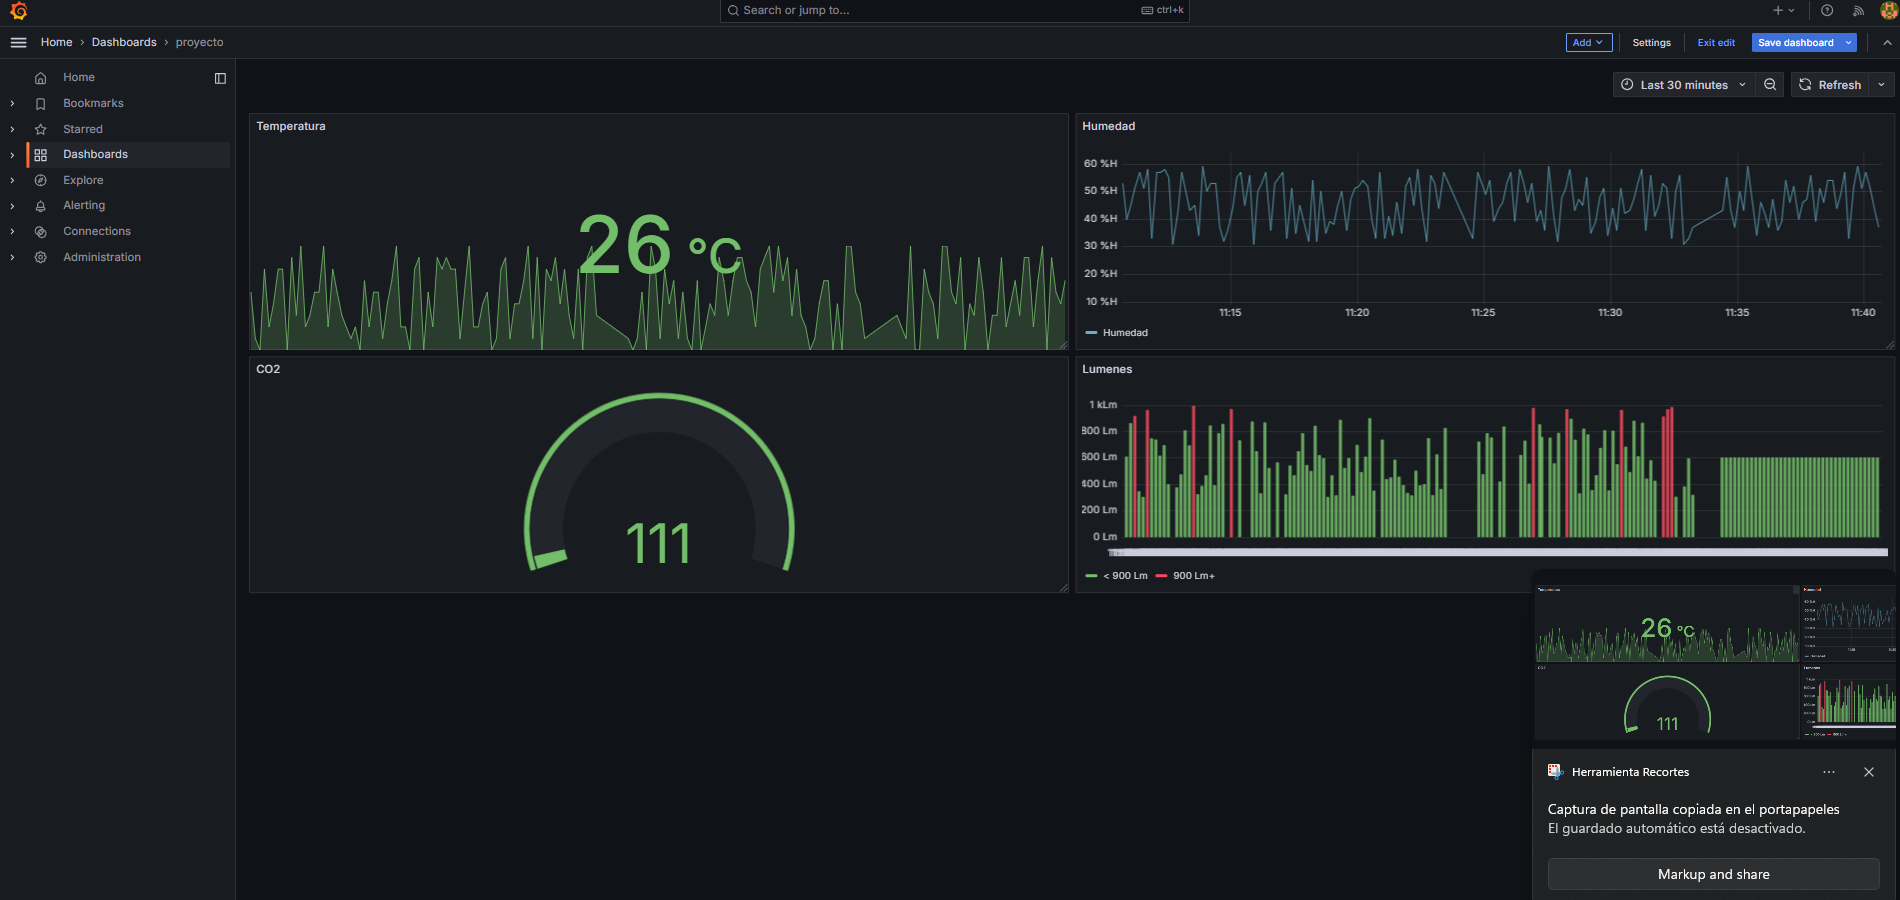 Search or jump to...
ctrl+k
Home › Dashboards › proyecto
Add
Settings
Exit edit
Save dashboard
Home
Bookmarks
Starred
Dashboards
Explore
Alerting
Connections
Administration
Last 30 minutes
Refresh
Temperatura
26 °C
Humedad
60 %H
50 %H
40 %H
30 %H
20 %H
10 %H
11:15 11:20 11:25 11:30 11:35 11:40
Humedad
CO2
111
Lumenes
1 kLm
800 Lm
600 Lm
400 Lm
200 Lm
0 Lm
< 900 Lm 900 Lm+
Temperatura
26 °C
Humedad
CO2
111
Lumenes
Herramienta Recortes
Captura de pantalla copiada en el portapapeles
El guardado automático está desactivado.
Markup and share